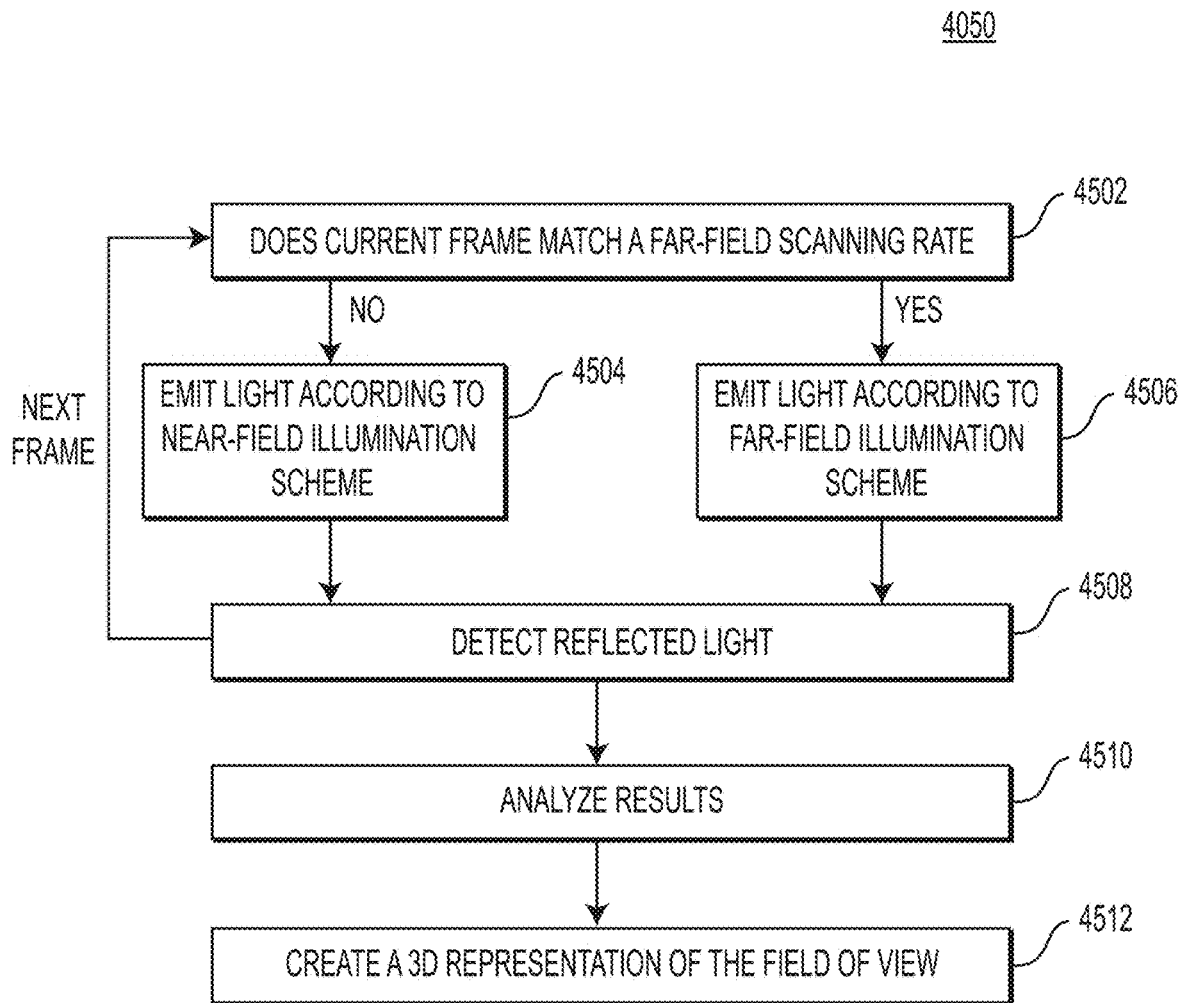 4050
4502
DOES CURRENT FRAME MATCH A FAR-FIELD SCANNING RATE
NO
YES
4504
EMIT LIGHT ACCORDING TO
NEAR-FIELD ILLUMINATION
SCHEME
4506
EMIT LIGHT ACCORDING TO
FAR-FIELD ILLUMINATION
SCHEME
NEXT
FRAME
4508
DETECT REFLECTED LIGHT
4510
ANALYZE RESULTS
4512
CREATE A 3D REPRESENTATION OF THE FIELD OF VIEW